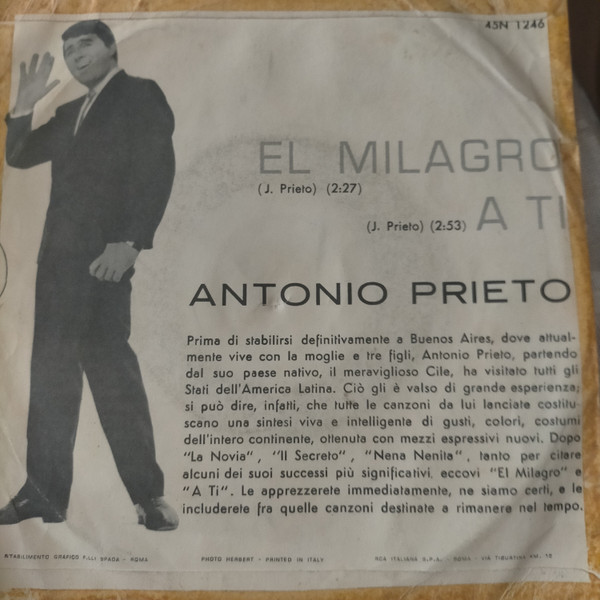 45N 1246
EL MILAGRO
(J. Prieto) (2:27)
(J. Prieto) (2:53) A TI
ANTONIO PRIETO
Prima di stabilirsi definitivamente a Buenos Aires, dove attual-
mente vive con la moglie e tre figli, Antonio Prieto, partendo
dal suo paese nativo, il meraviglioso Cile, ha visitato tutti gli
Stati dell'America Latina. Ciò gli è valso di grande esperienza;
si può dire, infatti, che tutte le canzoni da lui lanciate costitu-
scano una sintesi viva e intelligente di gusti, colori, costumi
dell'intero continente, ottenuta con mezzi espressivi nuovi. Dopo
"La Novia", "Il Secreto", "Nena Nenita", tanto per citare
alcuni dei suoi successi più significativi, eccovi "El Milagro" e
"A Ti". Le apprezzerete immediatamente, ne siamo certi, e le
includerete fra quelle canzoni destinate a rimanere nel tempo.
STABILIMENTO GRAFICO F.LLI SPADA - ROMA PHOTO HERBERT - PRINTED IN ITALY RCA ITALIANA S.P.A. - ROMA - VIA TIBURTINA KM. 12